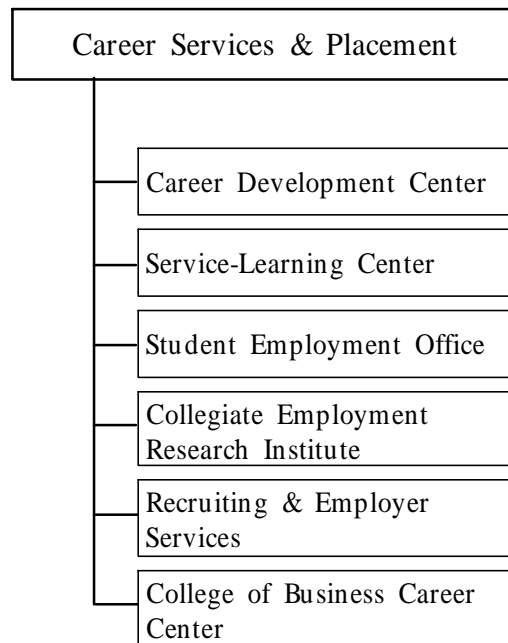 Career Services & Placement
Career Development Center
Service-Learning Center
Student Employment Office
Collegiate Employment
Research Institute
Recruiting & Employer
Services
College of Business Career
Center